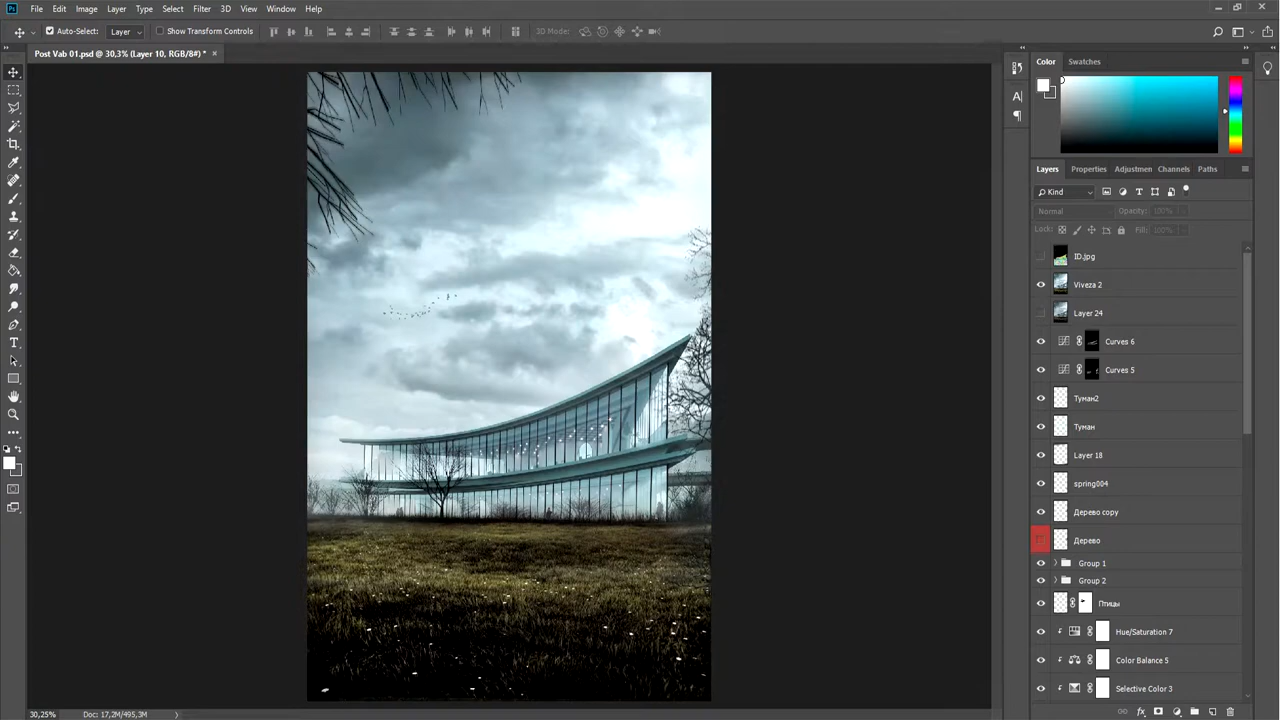 Ps File Edit Image Layer Type Select Filter 3D View Window Help
Auto-Select: Layer Show Transform Controls 3D Mode:
Post Vab 01.psd @ 30,3% (Layer 10, RGB/8#) * ×
Color Swatches
Layers Properties Adjustmen Channels Paths
Kind
Normal Opacity: 100%
Lock: Fill: 100%
ID.jpg
Viveza 2
Layer 24
Curves 6
Curves 5
Туман2
Туман
Layer 18
spring004
Дерево copy
Дерево
Group 1
Group 2
Птицы
Hue/Saturation 7
Color Balance 5
Selective Color 3
30,25% Doc: 17,2M/495,3M